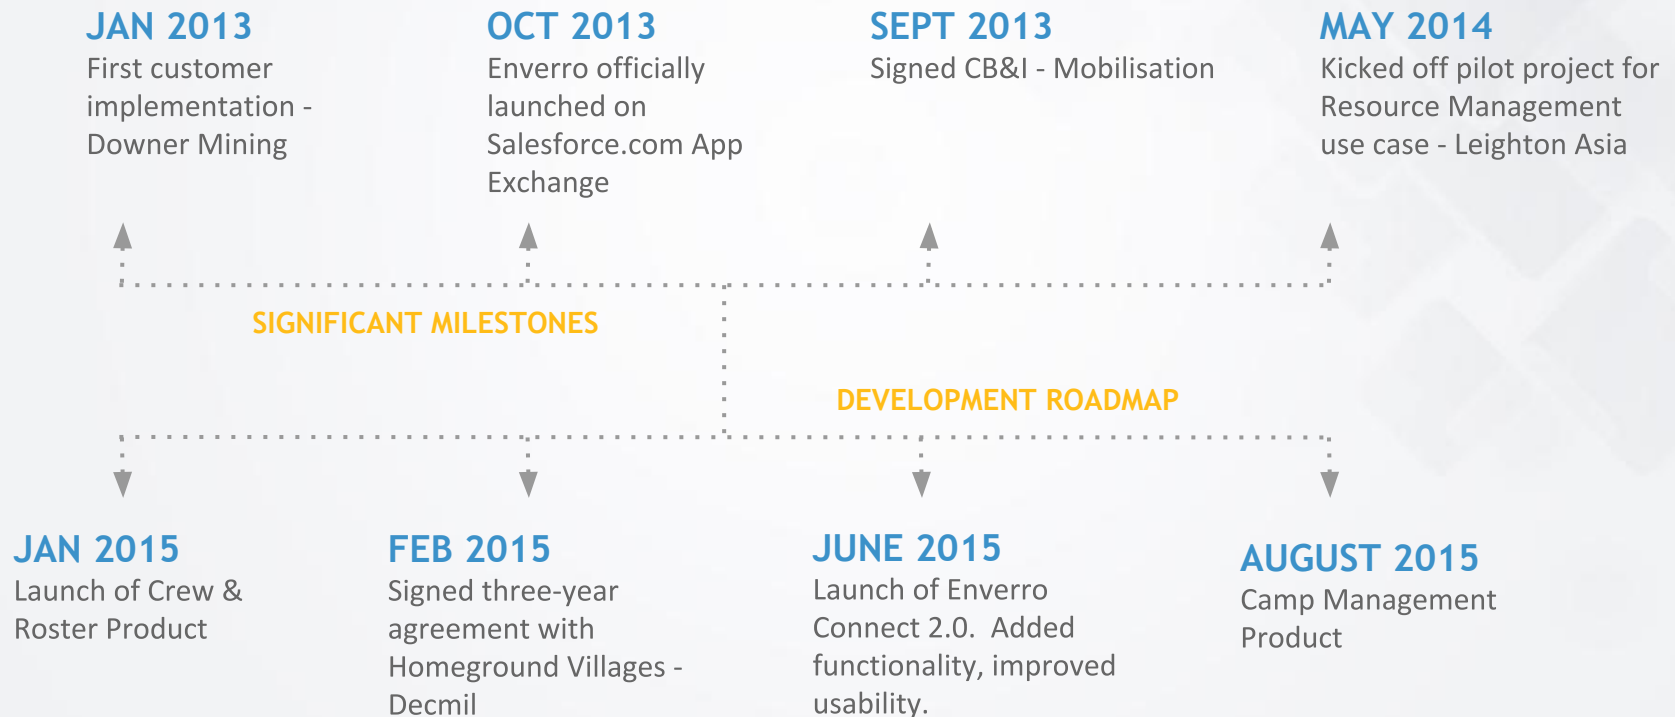 JAN 2013
First customer
implementation -
Downer Mining
OCT 2013
Enverro officially
launched on
Salesforce.com App
Exchange
SEPT 2013
Signed CB&I - Mobilisation
MAY 2014
Kicked off pilot project for
Resource Management
use case - Leighton Asia
SIGNIFICANT MILESTONES
DEVELOPMENT ROADMAP
JAN 2015
Launch of Crew &
Roster Product
FEB 2015
Signed three-year
agreement with
Homeground Villages -
Decmil
JUNE 2015
Launch of Enverro
Connect 2.0.  Added
functionality, improved
usability.
AUGUST 2015
Camp Management
Product